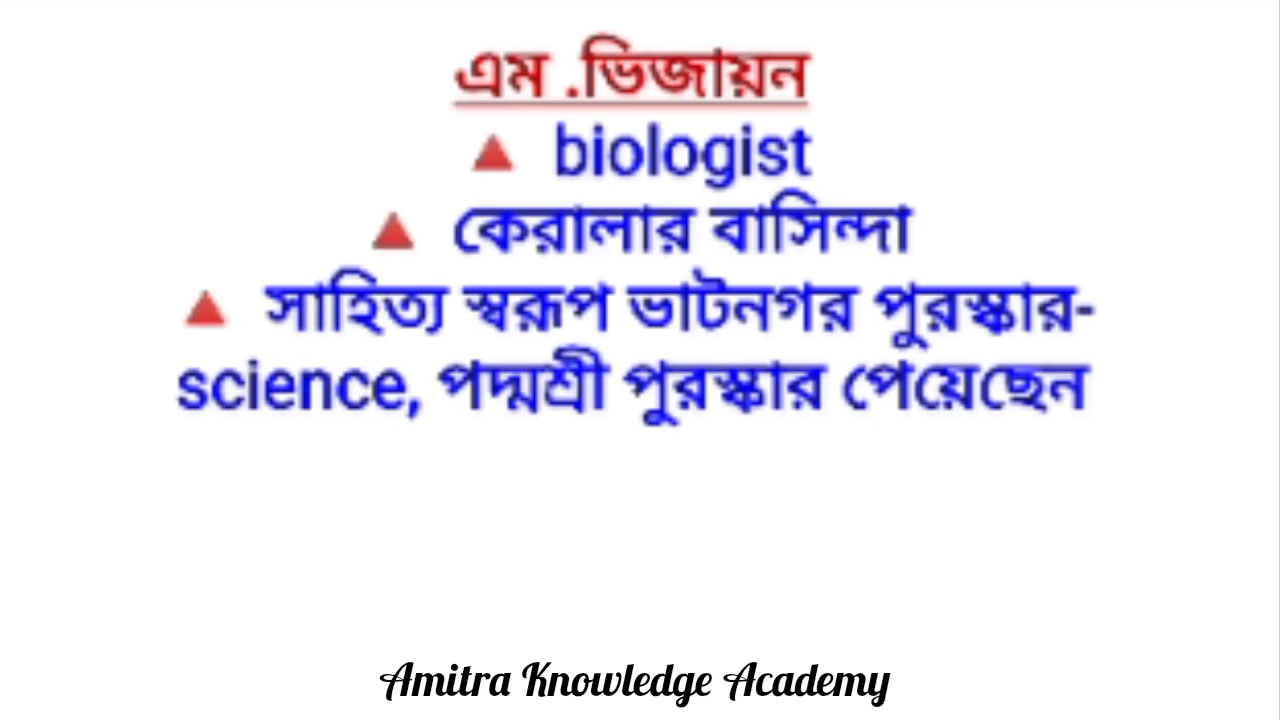 এম .ভিজায়ন
🔺 biologist
🔺 কেরালার বাসিন্দা
🔺 সাহিত্য স্বরূপ ভাটনগর পুরস্কার-
science, পদ্মশ্রী পুরস্কার পেয়েছেন
Amitra Knowledge Academy